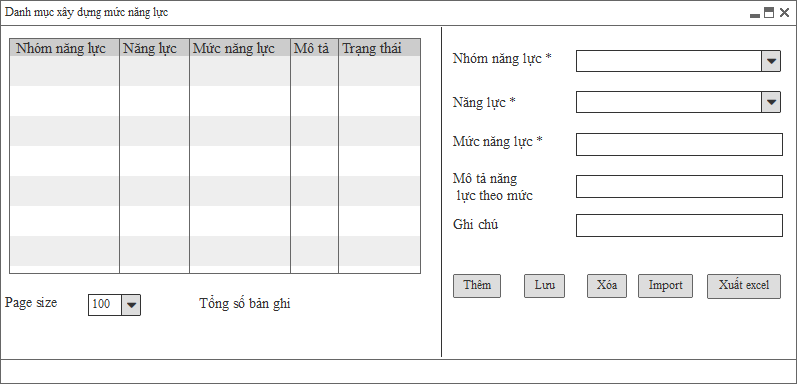 Danh mục xây dựng mức năng lực
Nhóm năng lực Năng lực Mức năng lực Mô tả Trạng thái
Page size 100 Tổng số bản ghi
Nhóm năng lực *
Năng lực *
Mức năng lực *
Mô tả năng
lực theo mức
Ghi chú
Thêm Lưu Xóa Import Xuất excel